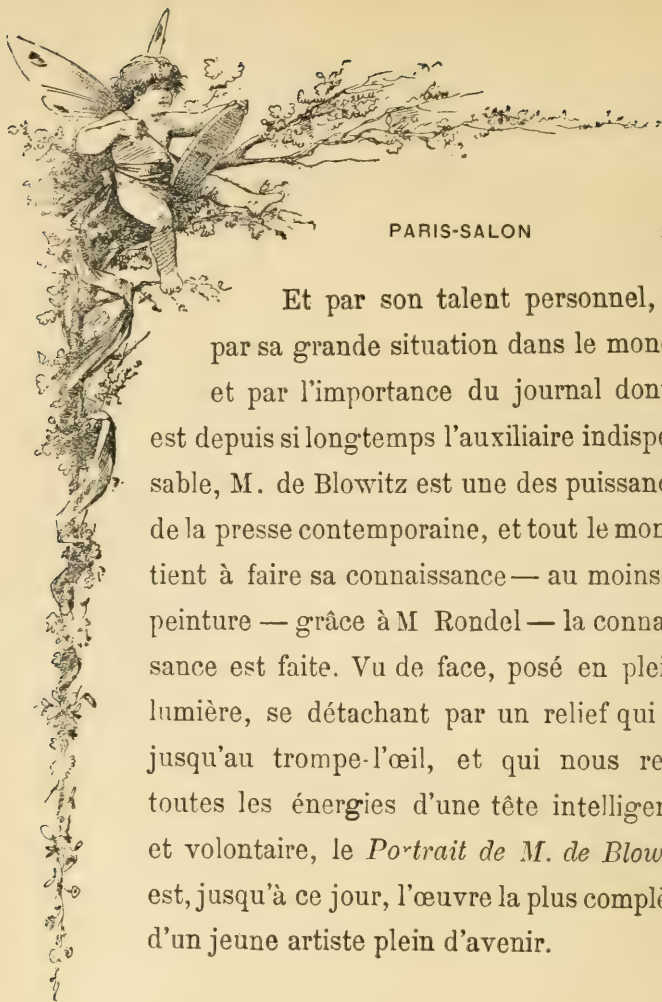 PARIS-SALON
Et par son talent personnel,
par sa grande situation dans le mon
et par l'importance du journal don
est depuis si longtemps l'auxiliaire indispe
sable, M. de Blowitz est une des puissan
de la presse contemporaine, et tout le mon
tient à faire sa connaissance — au moins
peinture — grâce à M Rondel — la conna
sance est faite. Vu de face, posé en plei
lumière, se détachant par un relief qui
jusqu'au trompe-l'œil, et qui nous re
toutes les énergies d'une tête intelliger
et volontaire, le Portrait de M. de Blow
est, jusqu'à ce jour, l'œuvre la plus complè
d'un jeune artiste plein d'avenir.